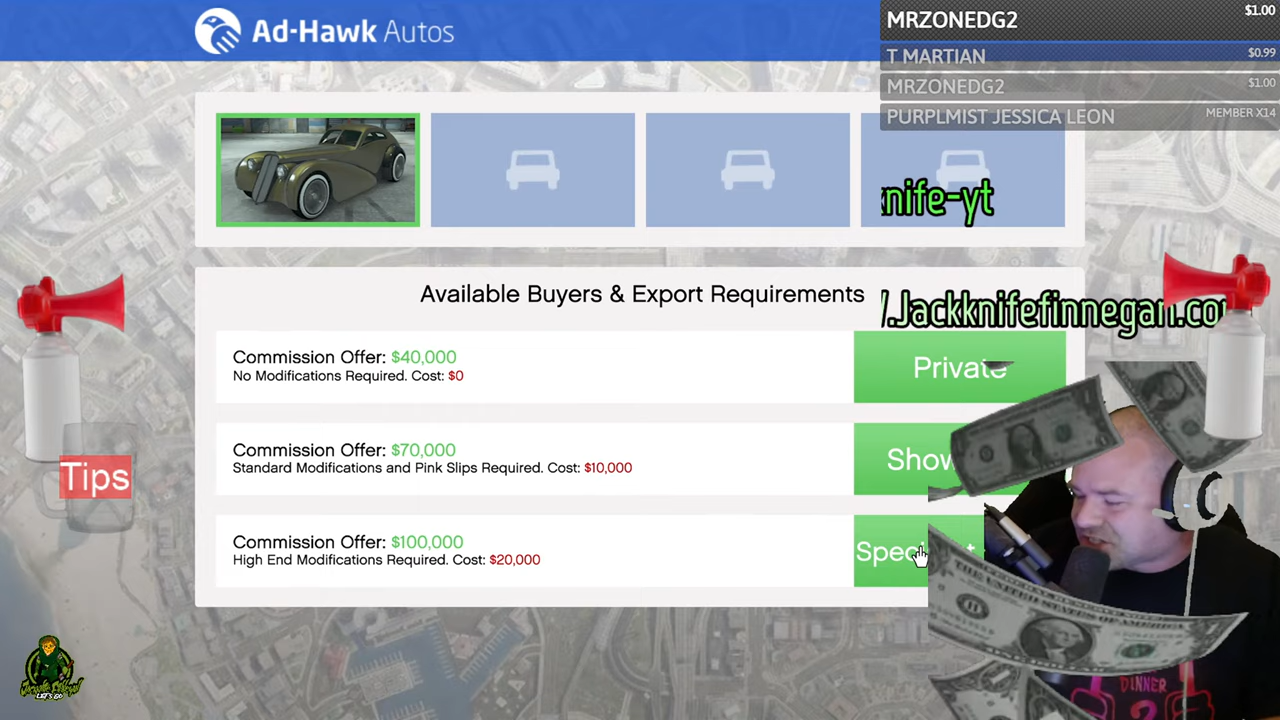 Ad-Hawk Autos
MRZONEDG2 $1.00
T MARTIAN $0.99
MRZONEDG2 $1.00
PURPLMIST JESSICA LEON MEMBER X14
nife-yt
Available Buyers & Export Requirements
.Jackknifefinnegan.co
Commission Offer: $40,000
No Modifications Required. Cost: $0
Private
Commission Offer: $70,000
Standard Modifications and Pink Slips Required. Cost: $10,000
Show
Commission Offer: $100,000
High End Modifications Required. Cost: $20,000
Spec
Tips
LET'S GO
DINNER